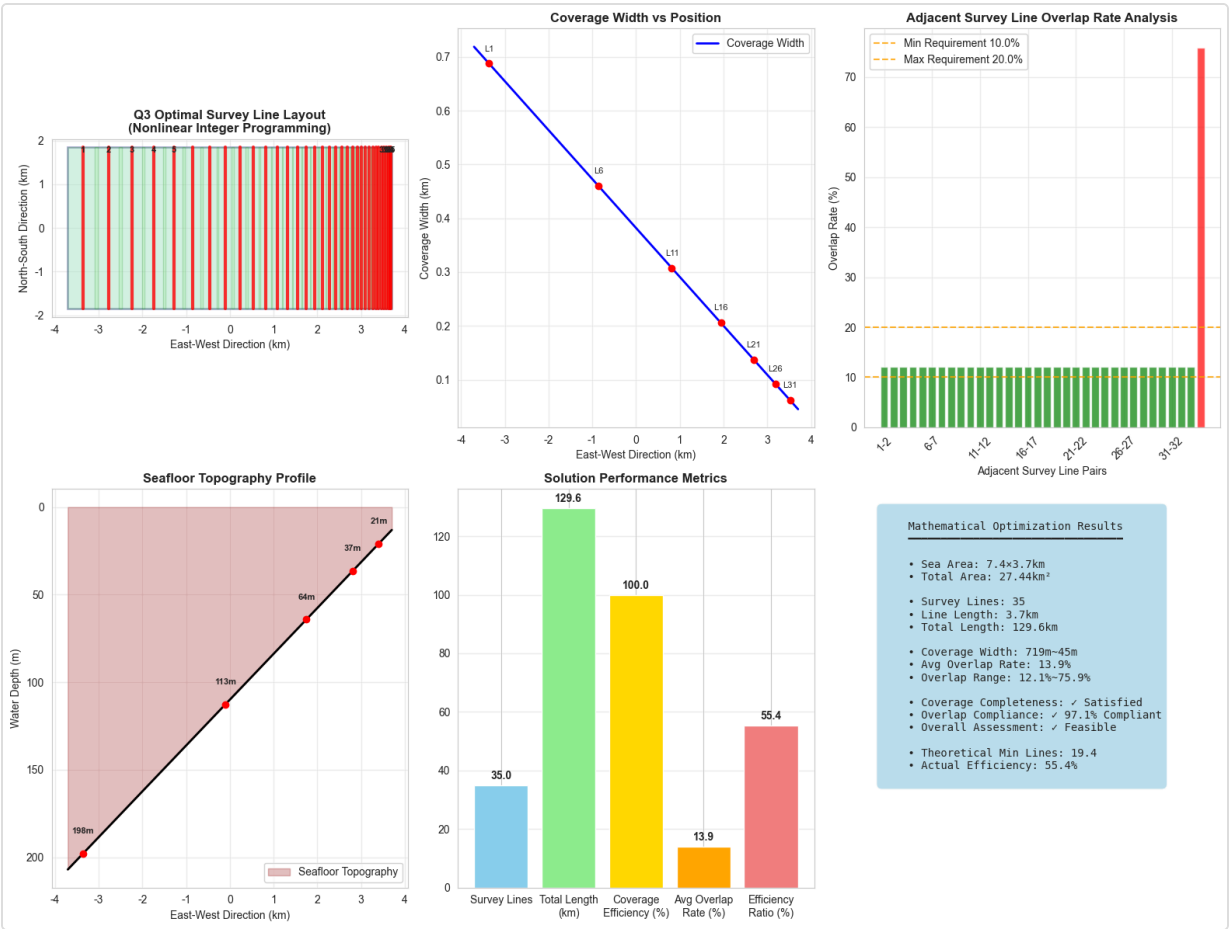 Q3 Optimal Survey Line Layout
(Nonlinear Integer Programming)
North-South Direction (km)
2
1
0
-1
-2
1 2 3 4 5
-4 -3 -2 -1 0 1 2 3 4
East-West Direction (km)
Coverage Width vs Position
Coverage Width
Coverage Width (km)
0.7
0.6
0.5
0.4
0.3
0.2
0.1
L1
L6
L11
L16
L21
L26
L31
-4 -3 -2 -1 0 1 2 3 4
East-West Direction (km)
Adjacent Survey Line Overlap Rate Analysis
Min Requirement 10.0%
Max Requirement 20.0%
Overlap Rate (%)
70
60
50
40
30
20
10
0
1-2 6-7 11-12 16-17 21-22 26-27 31-32
Adjacent Survey Line Pairs
Seafloor Topography Profile
Water Depth (m)
0
50
100
150
200
21m
37m
64m
113m
198m
Seafloor Topography
-4 -3 -2 -1 0 1 2 3 4
East-West Direction (km)
Solution Performance Metrics
120
100
80
60
40
20
0
35.0
129.6
100.0
13.9
55.4
Survey Lines
Total Length
(km)
Coverage
Efficiency (%)
Avg Overlap
Rate (%)
Efficiency
Ratio (%)
Mathematical Optimization Results
• Sea Area: 7.4×3.7km
• Total Area: 27.44km²
• Survey Lines: 35
• Line Length: 3.7km
• Total Length: 129.6km
• Coverage Width: 719m~45m
• Avg Overlap Rate: 13.9%
• Overlap Range: 12.1%~75.9%
• Coverage Completeness: ✓ Satisfied
• Overlap Compliance: ✓ 97.1% Compliant
• Overall Assessment: ✓ Feasible
• Theoretical Min Lines: 19.4
• Actual Efficiency: 55.4%